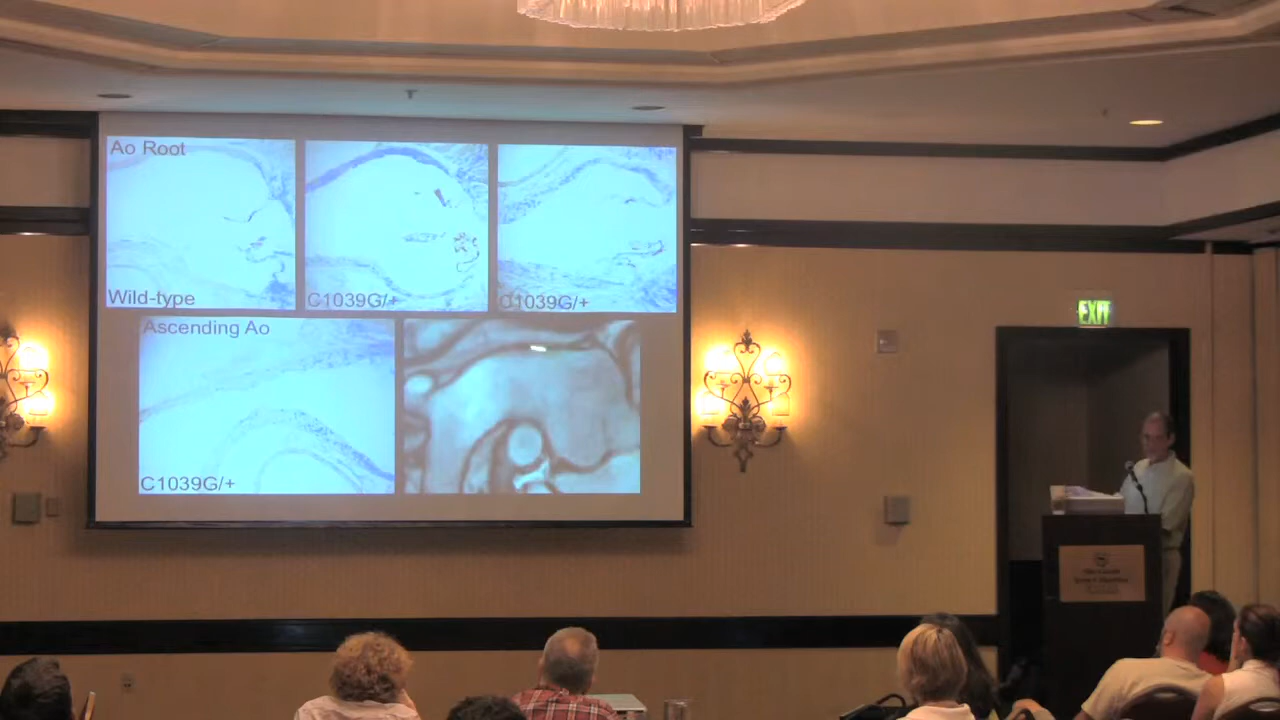 Ao Root
Wild-type
C1039G/+
C1039G/+
Ascending Ao
C1039G/+
EXIT